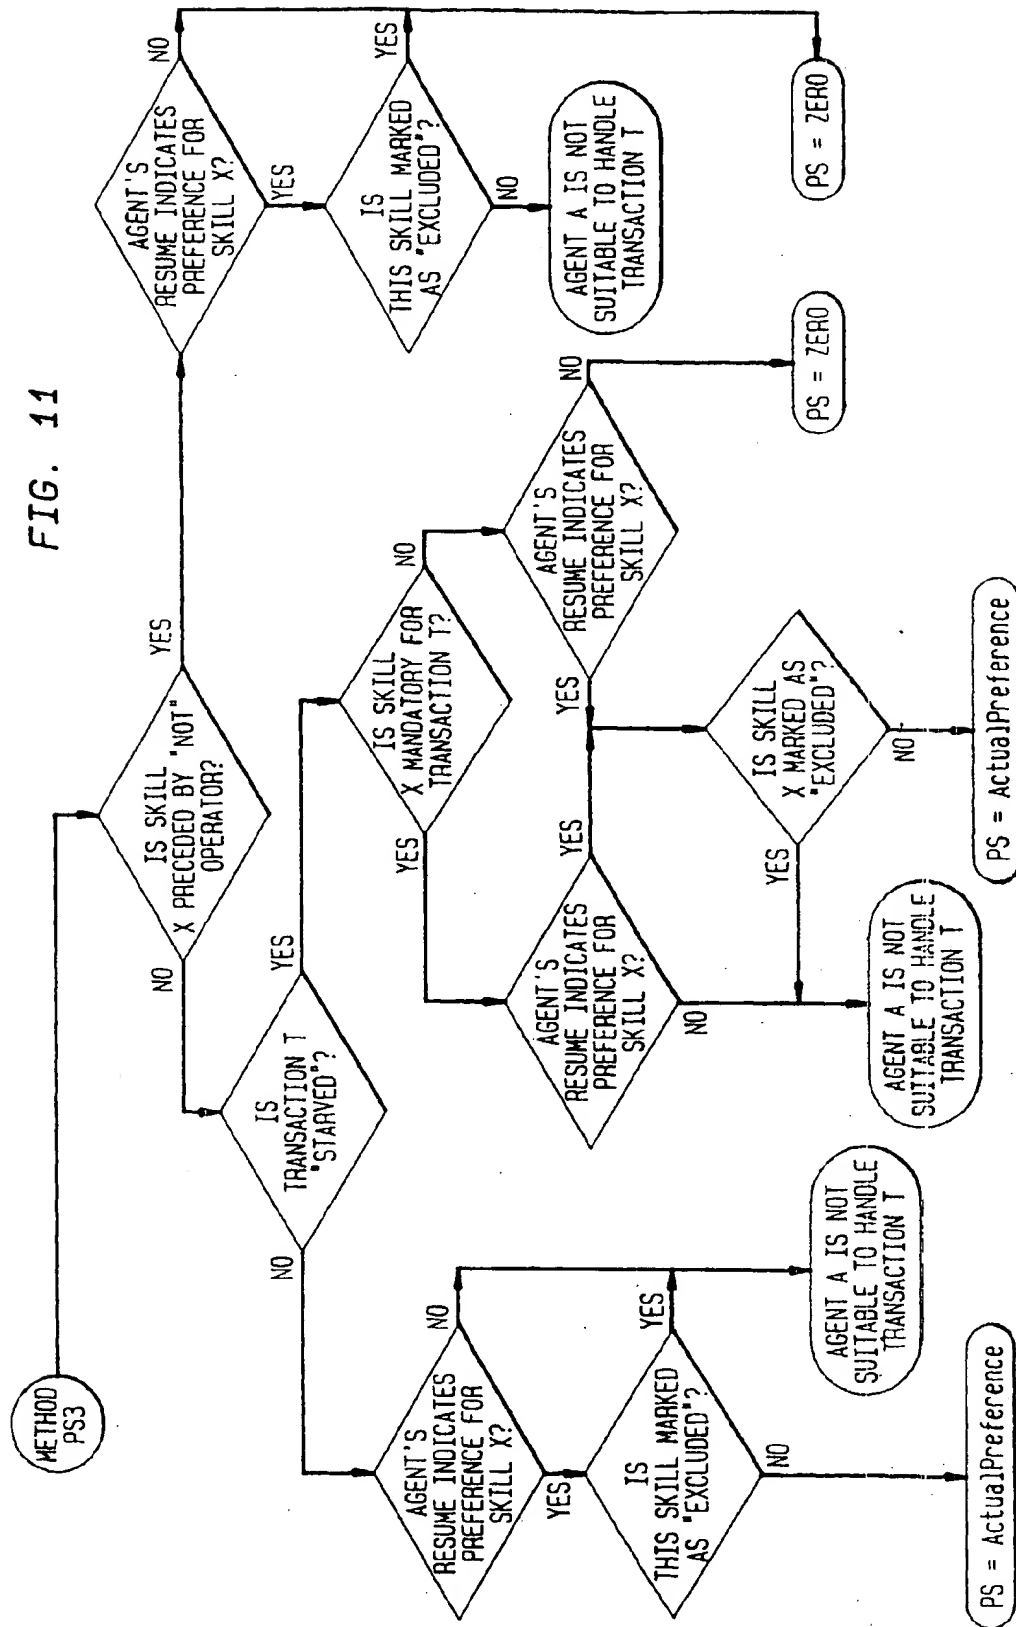 FIG. 11
METHOD
PS3
IS SKILL
X PRECEDED BY "NOT"
OPERATOR?
NO
YES
IS
TRANSACTION T
"STARVED"?
NO
YES
AGENT'S
RESUME INDICATES
PREFERENCE FOR
SKILL X?
NO
YES
IS
THIS SKILL MARKED
AS "EXCLUDED"?
YES
NO
AGENT A IS NOT
SUITABLE TO HANDLE
TRANSACTION T
PS = ActualPreference
IS SKILL
X MANDATORY FOR
TRANSACTION T?
YES
NO
AGENT'S
RESUME INDICATES
PREFERENCE FOR
SKILL X?
YES
NO
AGENT'S
RESUME INDICATES
PREFERENCE FOR
SKILL X?
YES
NO
IS SKILL
X MARKED AS
"EXCLUDED"?
YES
NO
AGENT A IS NOT
SUITABLE TO HANDLE
TRANSACTION T
PS = ActualPreference
PS = ZERO
AGENT'S
RESUME INDICATES
PREFERENCE FOR
SKILL X?
NO
YES
IS
THIS SKILL MARKED
AS "EXCLUDED"?
YES
NO
AGENT A IS NOT
SUITABLE TO HANDLE
TRANSACTION T
PS = ZERO